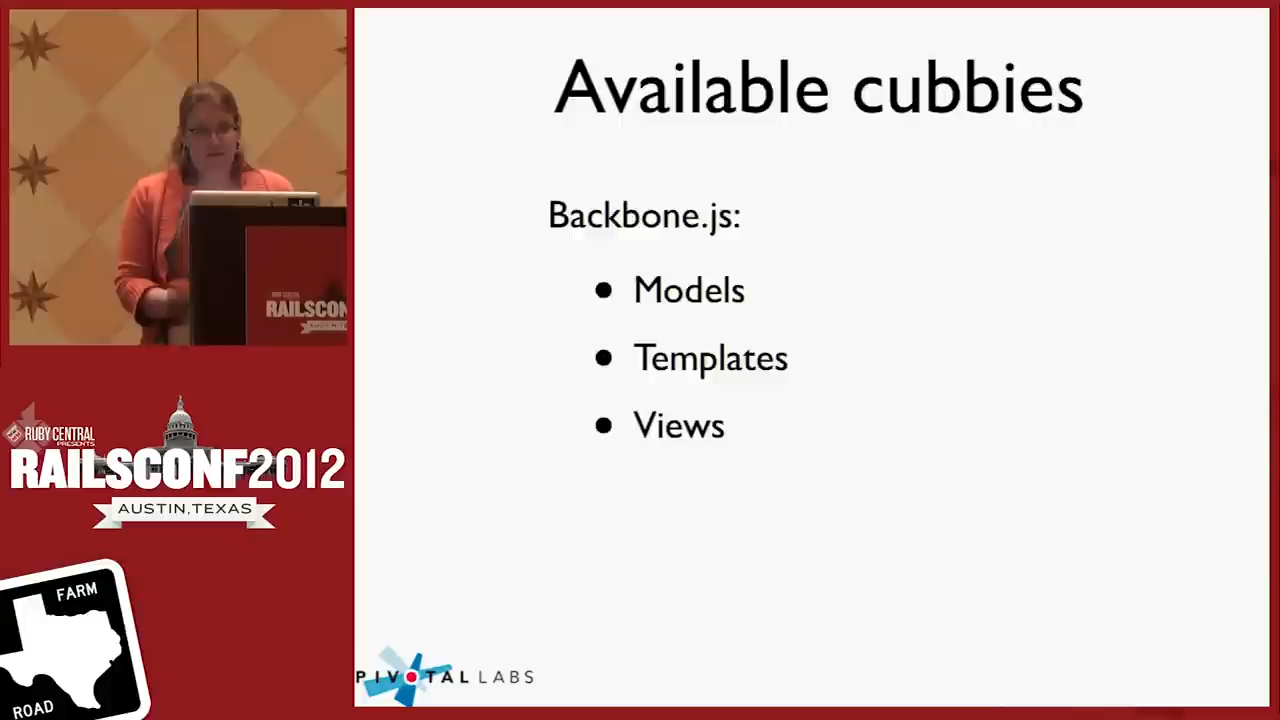 Available cubbies
Backbone.js:
Models
Templates
Views
PIVOTAL LABS
RAILSCON
RUBY CENTRAL
PRESENTS
RAILSCONF2012
AUSTIN, TEXAS
FARM
ROAD